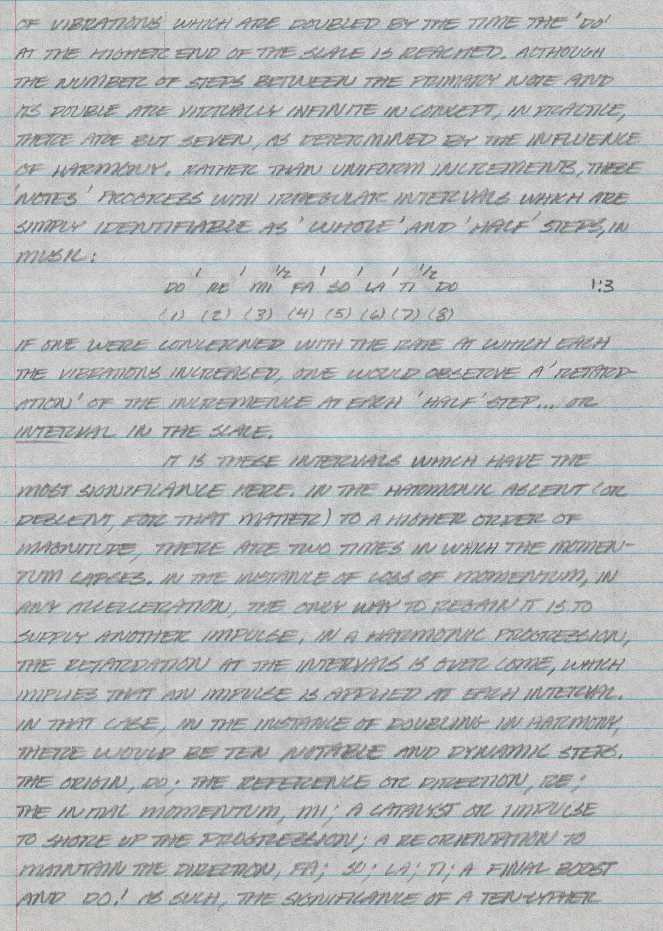 OF VIBRATIONS WHICH ARE DOUBLED BY THE TIME THE 'DO'
AT THE HIGHER END OF THE SCALE IS REACHED. ALTHOUGH
THE NUMBER OF STEPS BETWEEN THE PRIMARY NOTE AND
ITS DOUBLE ARE VIRTUALLY INFINITE IN CONCEPT, IN PRACTICE,
THERE ARE BUT SEVEN, AS DETERMINED BY THE INFLUENCE
OF HARMONY. RATHER THAN UNIFORM INCREMENTS, THESE
'NOTES' PROGRESS WITH IRREGULAR INTERVALS WHICH ARE
SIMPLY IDENTIFIABLE AS 'WHOLE' AND 'HALF' STEPS, IN
MUSIC:
1 1 1/2 1 1 1 1/2
DO RE MI FA SO LA TI DO 1:3
(1) (2) (3) (4) (5) (6) (7) (8)
IF ONE WERE CONCERNED WITH THE RATE AT WHICH EACH
THE VIBRATIONS INCREASED, ONE WOULD OBSERVE A 'RETARD-
ATION' OF THE INCREMENCE AT EACH 'HALF' STEP... OR
INTERVAL IN THE SCALE.
IT IS THESE INTERVALS WHICH HAVE THE
MOST SIGNIFICANCE HERE. IN THE HARMONIC ASCENT (OR
DESCENT, FOR THAT MATTER) TO A HIGHER ORDER OF
MAGNITUDE, THERE ARE TWO TIMES IN WHICH THE MOMEN-
TUM LAPSES. IN THE INSTANCE OF LOSS OF MOMENTUM, IN
ANY ACCELLERATION, THE ONLY WAY TO REGAIN IT IS TO
SUPPLY ANOTHER IMPULSE. IN A HARMONIC PROGRESSION,
THE RETARDATION AT THE INTERVALS IS OVER COME, WHICH
IMPLIES THAT AN IMPULSE IS APPLIED AT EACH INTERVAL.
IN THAT CASE, IN THE INSTANCE OF DOUBLING IN HARMONY,
THERE WOULD BE TEN NOTABLE AND DYNAMIC STEPS.
THE ORIGIN, DO; THE REFERENCE OR DIRECTION, RE;
THE INITIAL MOMENTUM, MI; A CATALYST OR IMPULSE
TO SHORE UP THE PROGRESSION; A REORIENTATION TO
MAINTAIN THE DIRECTION, FA; SO; LA; TI; A FINAL BOOST
AND DO! AS SUCH, THE SIGNIFICANCE OF A TEN-CYPHER